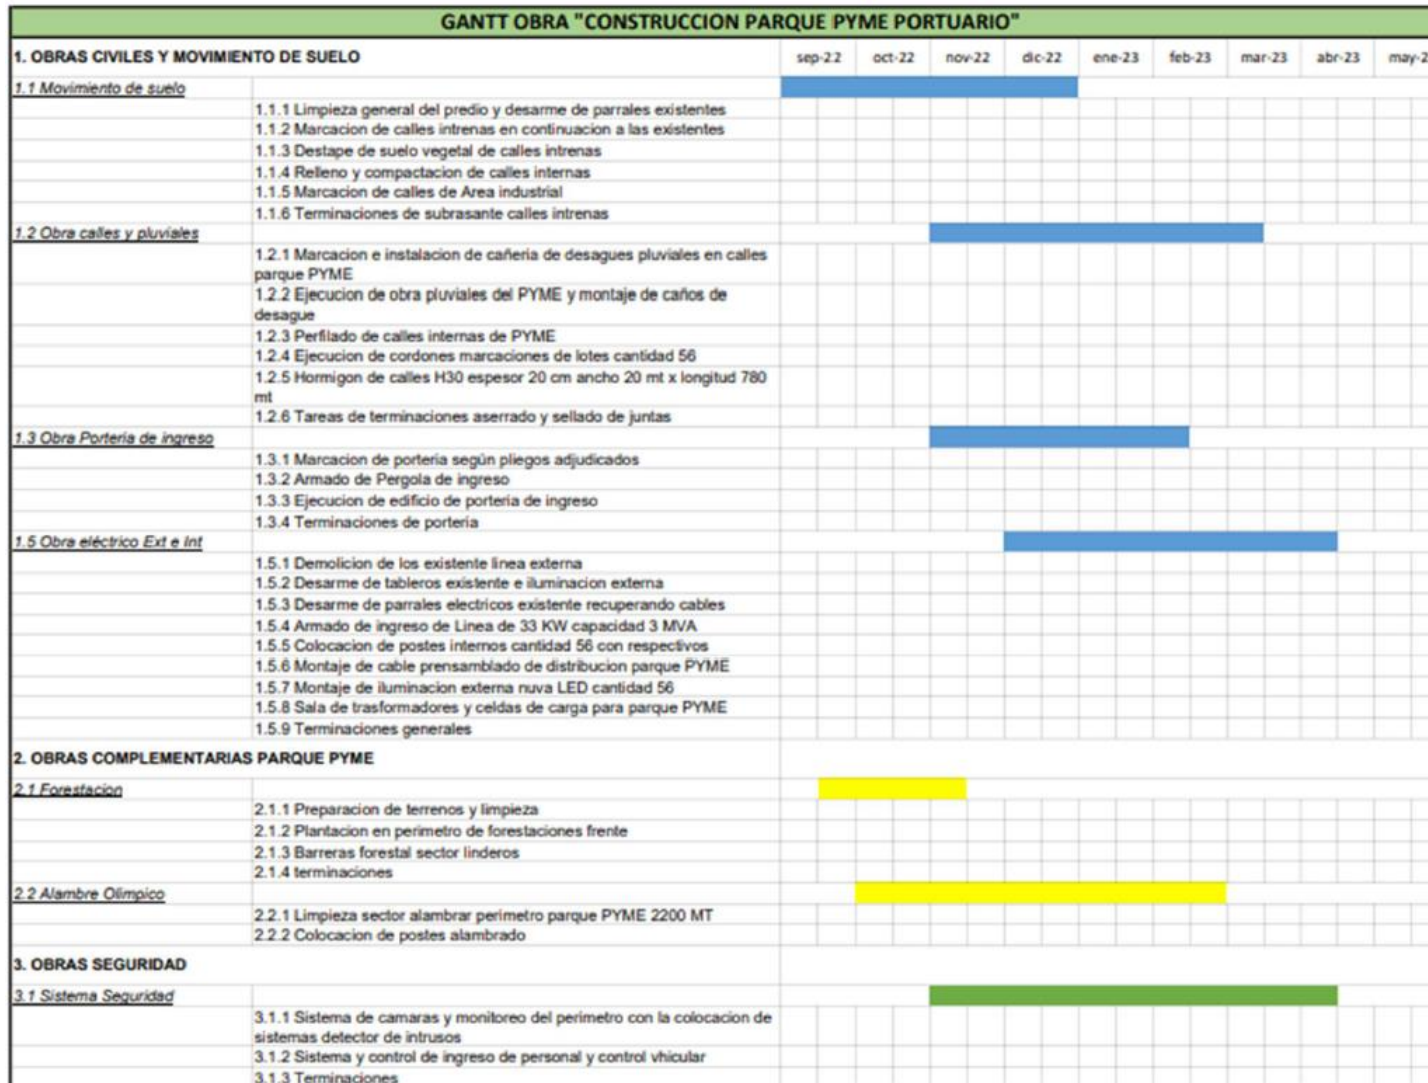 GANTT OBRA "CONSTRUCCION PARQUE PYME PORTUARIO"
1. OBRAS CIVILES Y MOVIMIENTO DE SUELO sep-22 oct-22 nov-22 dic-22 ene-23 feb-23 mar-23 abr-23 may-2
1.1 Movimiento de suelo
1.1.1 Limpieza general del predio y desarme de parrales existentes
1.1.2 Marcacion de calles intrenas en continuacion a las existentes
1.1.3 Destape de suelo vegetal de calles intrenas
1.1.4 Relleno y compactacion de calles internas
1.1.5 Marcacion de calles de Area industrial
1.1.6 Terminaciones de subrasante calles intrenas
1.2 Obra calles y pluviales
1.2.1 Marcacion e instalacion de cañeria de desagues pluviales en calles
parque PYME
1.2.2 Ejecucion de obra pluviales del PYME y montaje de caños de
desague
1.2.3 Perfilado de calles internas de PYME
1.2.4 Ejecucion de cordones marcaciones de lotes cantidad 56
1.2.5 Hormigon de calles H30 espesor 20 cm ancho 20 mt x longitud 780
mt
1.2.6 Tareas de terminaciones aserrado y sellado de juntas
1.3 Obra Porteria de ingreso
1.3.1 Marcacion de porteria según pliegos adjudicados
1.3.2 Armado de Pergola de ingreso
1.3.3 Ejecucion de edificio de porteria de ingreso
1.3.4 Terminaciones de porteria
1.5 Obra eléctrico Ext e Int
1.5.1 Demolicion de los existente linea externa
1.5.2 Desarme de tableros existente e iluminacion externa
1.5.3 Desarme de parrales electricos existente recuperando cables
1.5.4 Armado de ingreso de Linea de 33 KW capacidad 3 MVA
1.5.5 Colocacion de postes internos cantidad 56 con respectivos
1.5.6 Montaje de cable prensamblado de distribucion parque PYME
1.5.7 Montaje de iluminacion externa nuva LED cantidad 56
1.5.8 Sala de trasformadores y celdas de carga para parque PYME
1.5.9 Terminaciones generales
2. OBRAS COMPLEMENTARIAS PARQUE PYME
2.1 Forestacion
2.1.1 Preparacion de terrenos y limpieza
2.1.2 Plantacion en perimetro de forestaciones frente
2.1.3 Barreras forestal sector linderos
2.1.4 terminaciones
2.2 Alambre Olimpico
2.2.1 Limpieza sector alambrar perimetro parque PYME 2200 MT
2.2.2 Colocacion de postes alambrado
3. OBRAS SEGURIDAD
3.1 Sistema Seguridad
3.1.1 Sistema de camaras y monitoreo del perimetro con la colocacion de
sistemas detector de intrusos
3.1.2 Sistema y control de ingreso de personal y control vhicular
3.1.3 Terminaciones